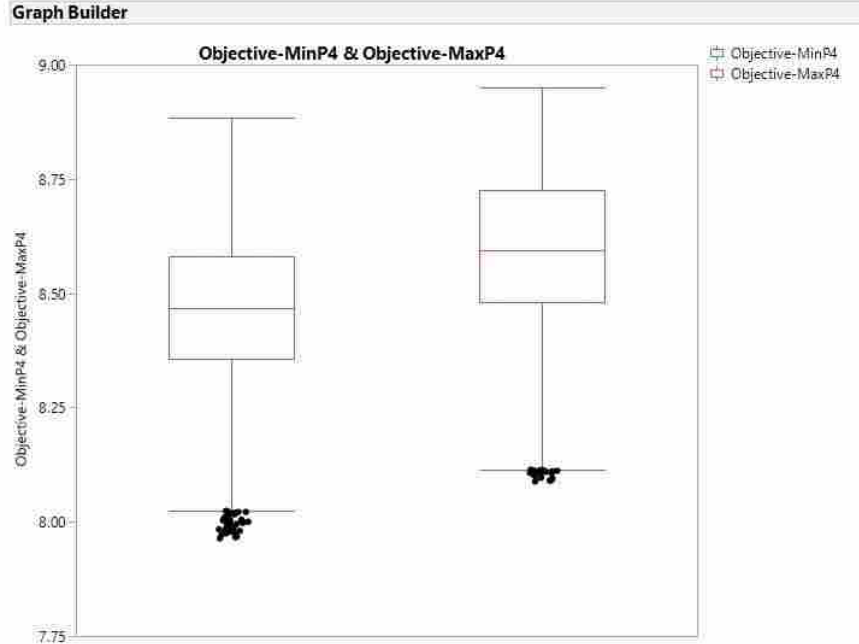 Graph Builder
Objective-MinP4 & Objective-MaxP4
Objective-MinP4
Objective-MaxP4
9.00
8.75
8.50
8.25
8.00
7.75
Objective-MinP4 & Objective-MaxP4